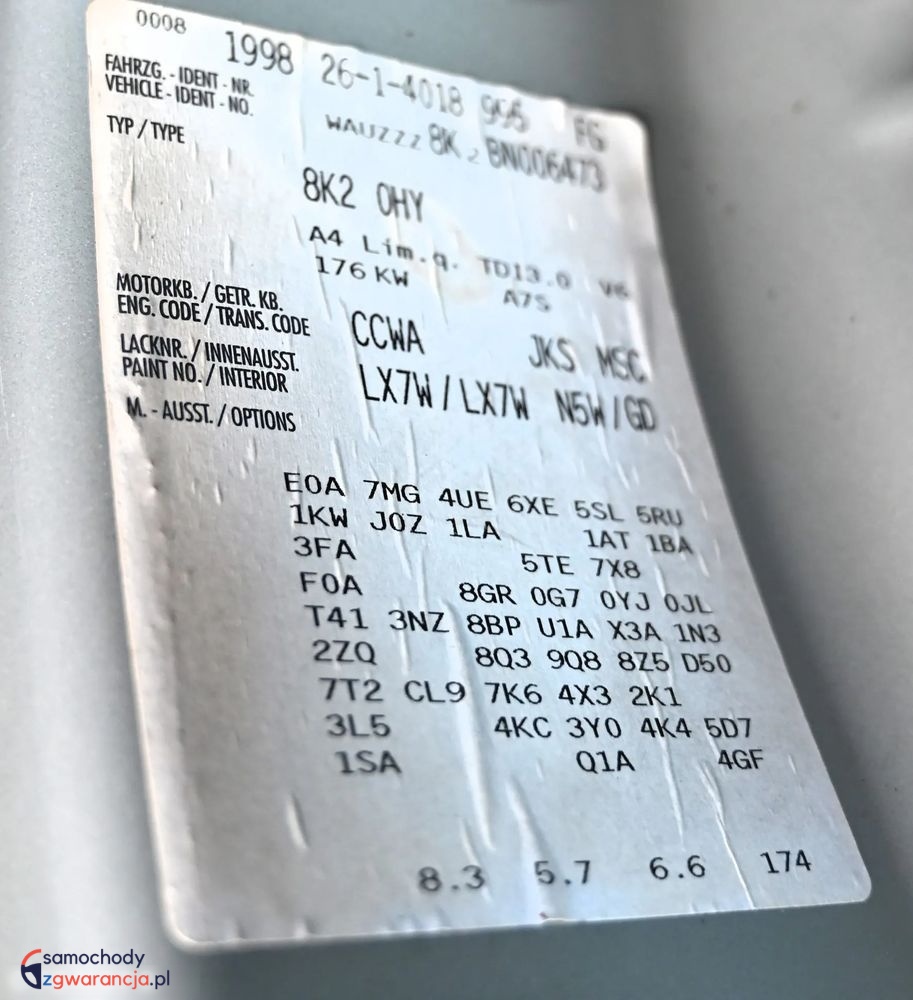 0008
1998 26-1-4018 995 FG
FAHRZG. - IDENT - NR.
VEHICLE - IDENT - NO.
WAUZZZ8K2BN006473
TYP / TYPE
8K2 0HY
A4 Lim.q. TDI3.0 V6
176 KW A7S
MOTORKB. / GETR. KB.
ENG. CODE / TRANS. CODE
CCWA JKS MSC
LACKNR. / INNENAUSST.
PAINT NO. / INTERIOR
LX7W / LX7W N5W/GD
M. - AUSST. / OPTIONS
E0A 7MG 4UE 6XE 5SL 5RU
1KW J0Z 1LA 1AT 1BA
3FA 5TE 7X8
F0A 8GR 0G7 0YJ 0JL
T41 3NZ 8BP U1A X3A 1N3
2ZQ 8Q3 9Q8 8Z5 D50
7T2 CL9 7K6 4X3 2K1
3L5 4KC 3Y0 4K4 5D7
1SA Q1A 4GF
8.3 5.7 6.6 174
samochody
zgwarancja.pl